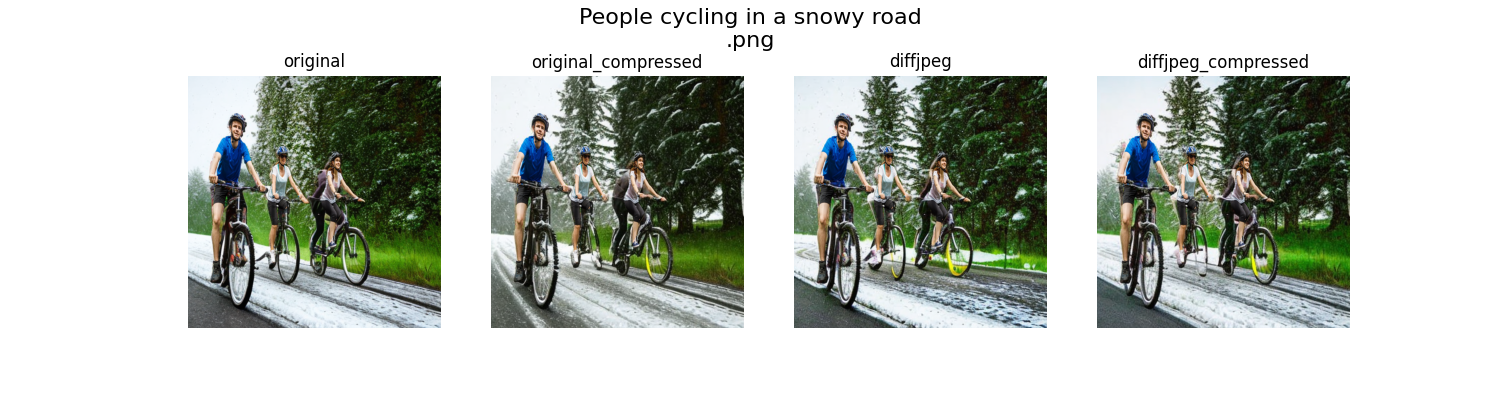 People cycling in a snowy road
.png
original
original_compressed
diffjpeg
diffjpeg_compressed